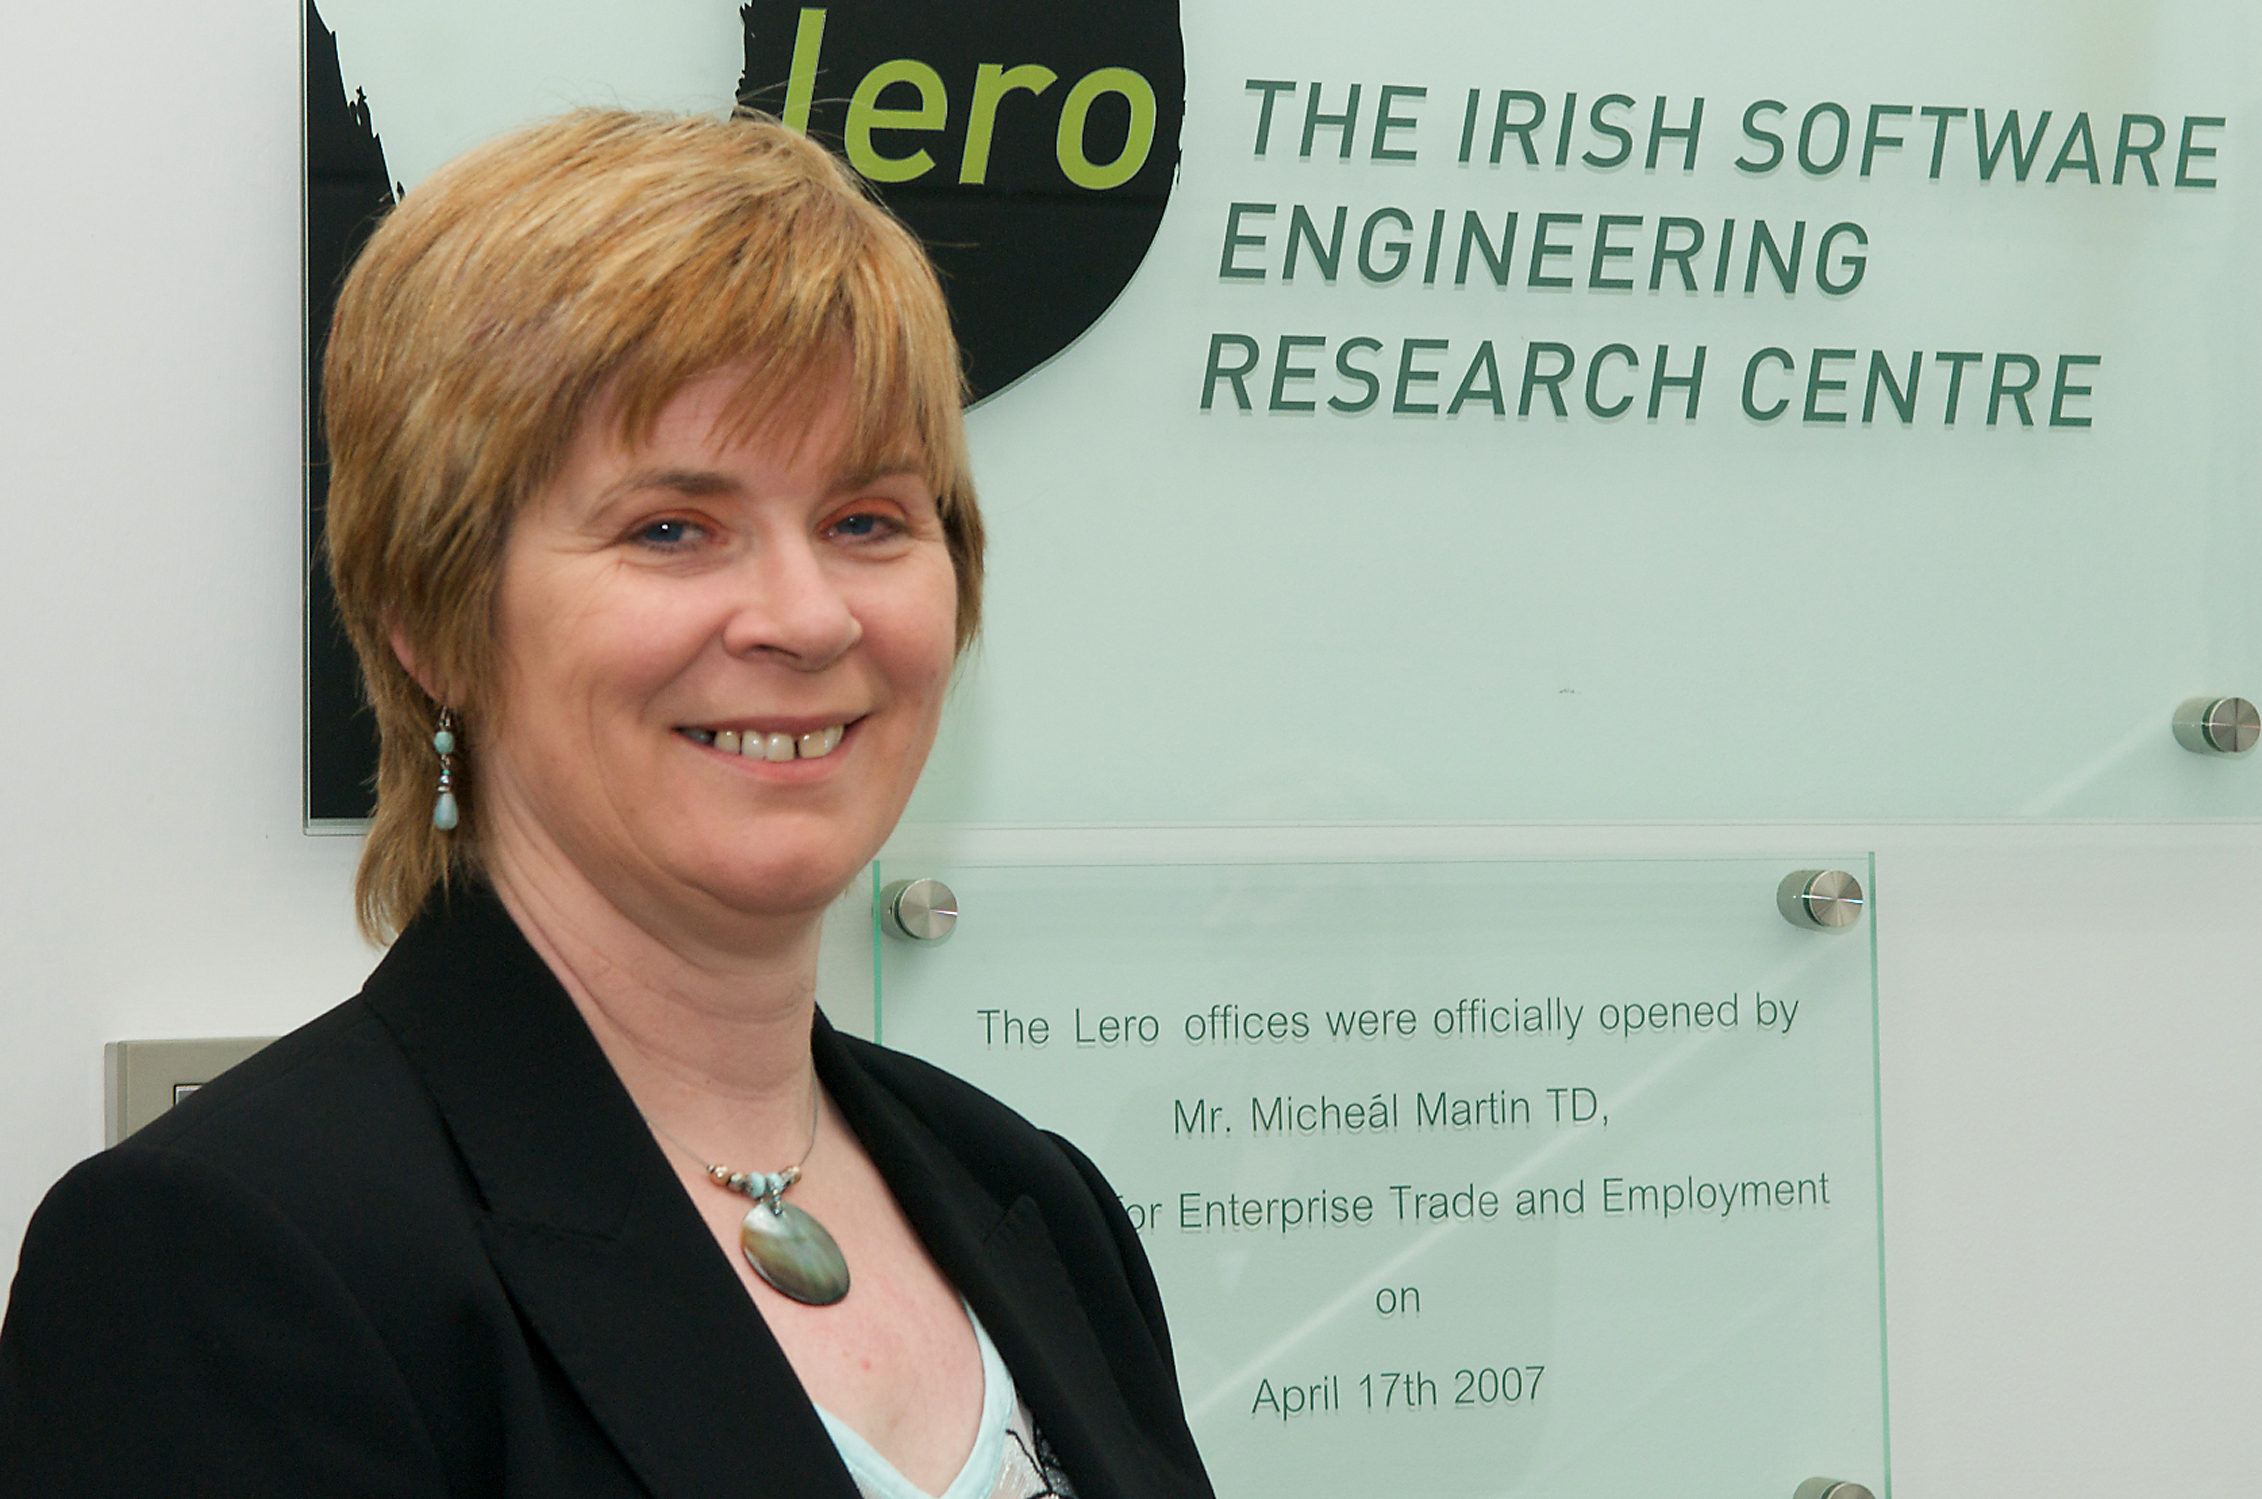 lero
THE IRISH SOFTWARE
ENGINEERING
RESEARCH CENTRE
The Lero offices were officially opened by
Mr. Micheál Martin TD,
for Enterprise Trade and Employment
on
April 17th 2007